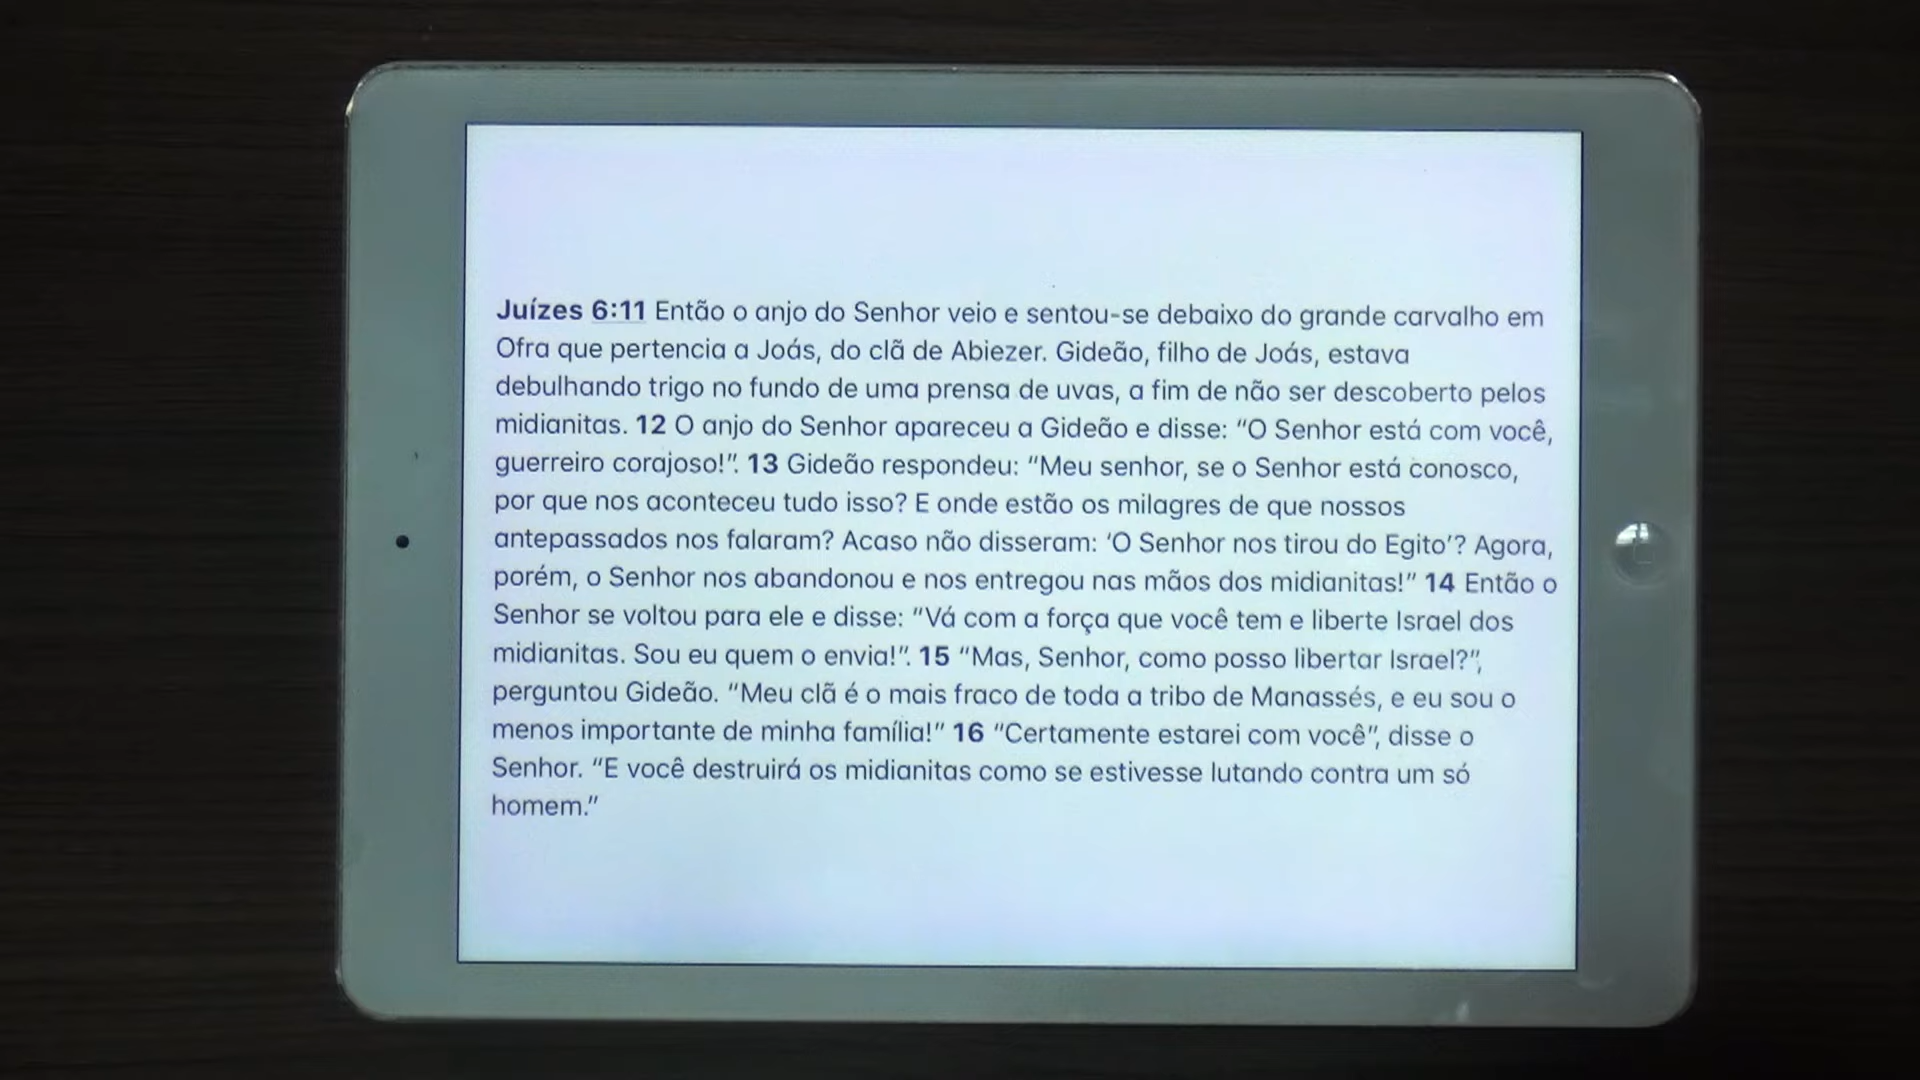 Juízes 6:11 Então o anjo do Senhor veio e sentou-se debaixo do grande carvalho em
Ofra que pertencia a Joás, do clã de Abiezer. Gideão, filho de Joás, estava
debulhando trigo no fundo de uma prensa de uvas, a fim de não ser descoberto pelos
midianitas. 12 O anjo do Senhor apareceu a Gideão e disse: “O Senhor está com você,
guerreiro corajoso!”. 13 Gideão respondeu: “Meu senhor, se o Senhor está conosco,
por que nos aconteceu tudo isso? E onde estão os milagres de que nossos
antepassados nos falaram? Acaso não disseram: ‘O Senhor nos tirou do Egito’? Agora,
porém, o Senhor nos abandonou e nos entregou nas mãos dos midianitas!” 14 Então o
Senhor se voltou para ele e disse: “Vá com a força que você tem e liberte Israel dos
midianitas. Sou eu quem o envia!”. 15 “Mas, Senhor, como posso libertar Israel?”,
perguntou Gideão. “Meu clã é o mais fraco de toda a tribo de Manassés, e eu sou o
menos importante de minha família!” 16 “Certamente estarei com você”, disse o
Senhor. “E você destruirá os midianitas como se estivesse lutando contra um só
homem.”